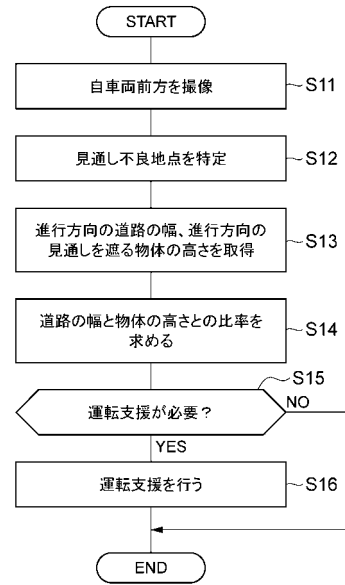 START
自車両前方を撮像
S11
見通し不良地点を特定
S12
進行方向の道路の幅、進行方向の
見通しを遮る物体の高さを取得
S13
道路の幅と物体の高さとの比率を
求める
S14
S15
運転支援が必要?
NO
YES
運転支援を行う
S16
END